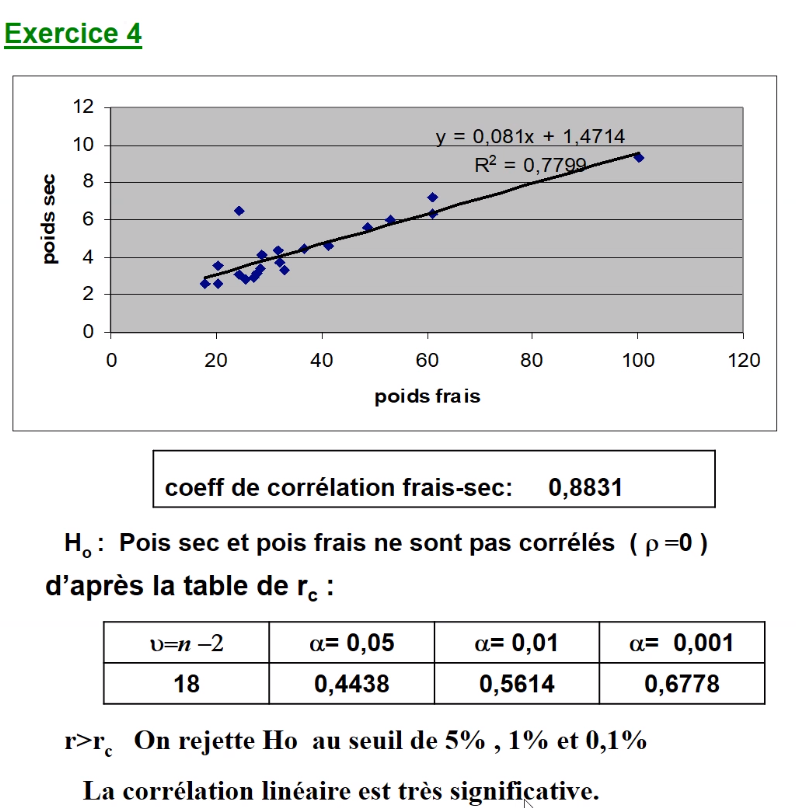 Exercice 4
12
10
8
6
4
2
0
y = 0,081x + 1,4714
R² = 0,7799
poids sec
0 20 40 60 80 100 120
poids frais
coeff de corrélation frais-sec: 0,8831
Hₒ : Pois sec et pois frais ne sont pas corrélés ( ρ =0 )
d’après la table de r꜀ :
υ=n –2 α= 0,05 α= 0,01 α= 0,001
18 0,4438 0,5614 0,6778
r>r꜀ On rejette Ho au seuil de 5% , 1% et 0,1%
La corrélation linéaire est très significative.